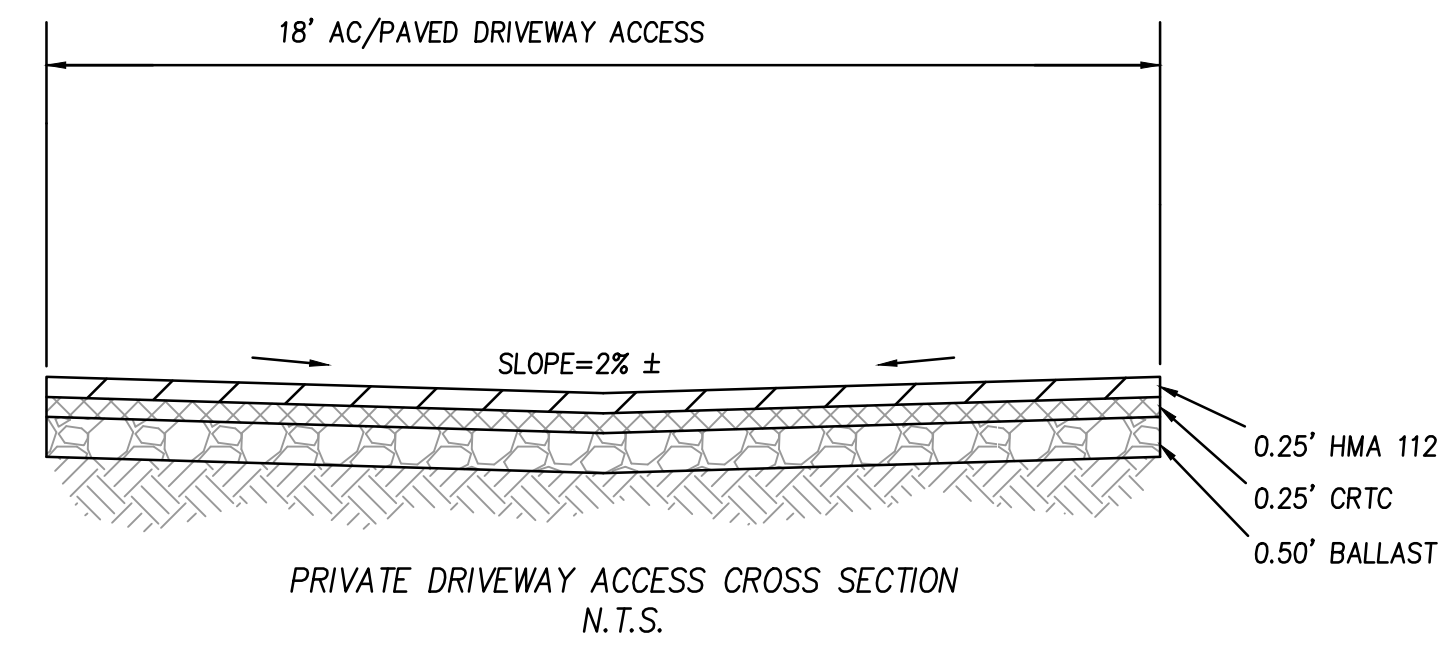 18' AC/PAVED DRIVEWAY ACCESS
SLOPE=2% ±
0.25' HMA 112
0.25' CRTC
0.50' BALLAST
PRIVATE DRIVEWAY ACCESS CROSS SECTION
N.T.S.